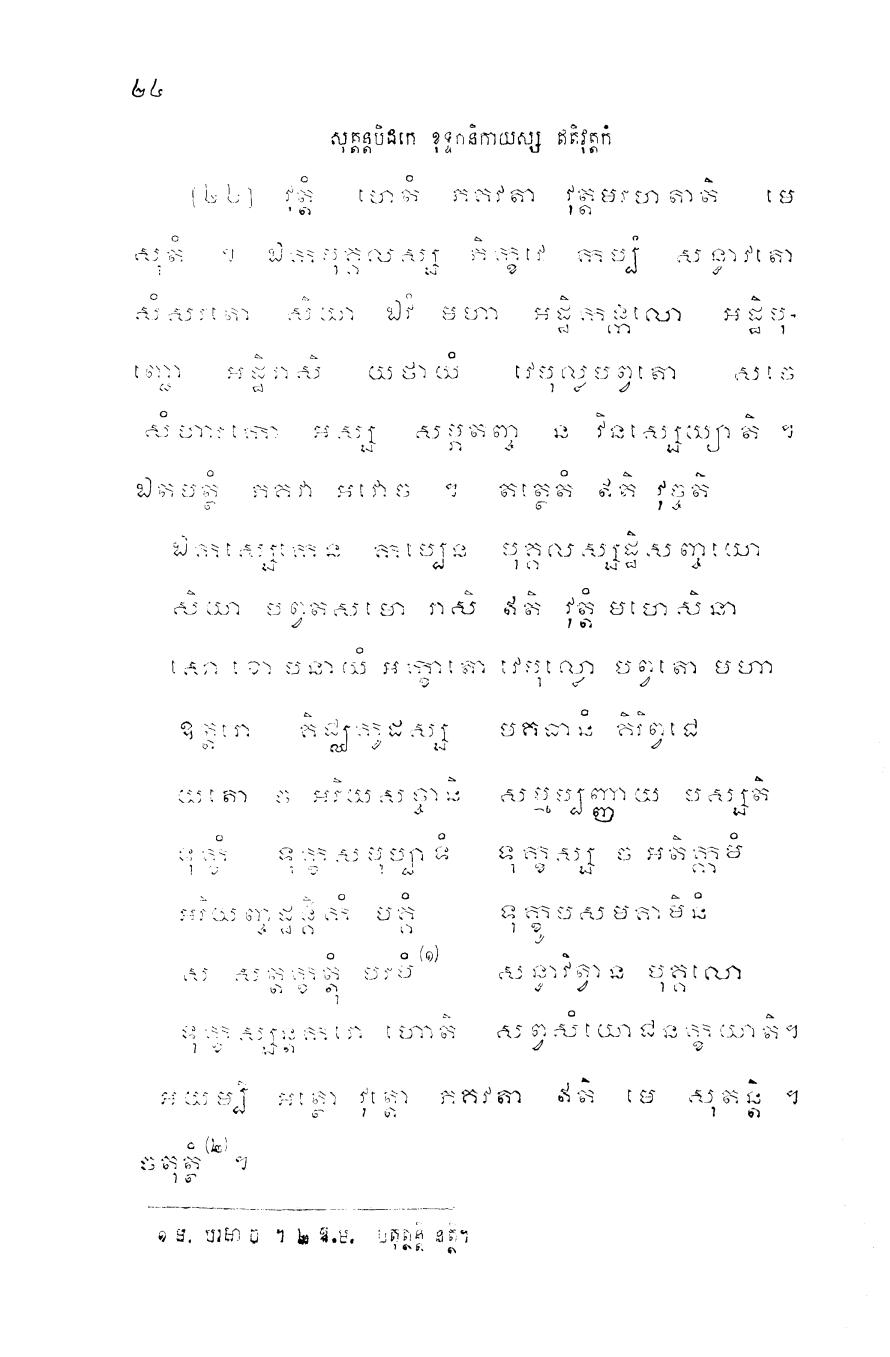 ២៤
សុត្តន្តបិដកេ ខុទ្ទកនិកាយស្ស ឥតិវុត្តកំ
[២៤] វុត្តំ ហេតំ ភគវតា វុត្តមរហតាតិ មេ
សុតំ ។ ឯកបុគ្គលស្ស ភិក្ខវេ កប្បំ សន្ធាវតោ
សំសរតោ សិយា ឯវំ មហា អដ្ឋិកង្កលោ អដ្ឋិបុ-
ញ្ជោ អដ្ឋិរាសិ យថាយំ វេបុល្លបព្វតោ សចេ
សំហារកោ អស្ស សម្ភតញ្ច ន វិនស្សេយ្យាតិ ។
ឯតមត្ថំ ភគវា អវោច ។ តត្ថេតំ ឥតិ វុច្ចតិ
ឯកស្សេកេន កប្បេន បុគ្គលស្សដ្ឋិសញ្ចយោ
សិយា បព្វតសមោ រាសិ ឥតិ វុត្តំ មហេសិនា
សោ ខោ បនាយំ អក្ខាតោ វេបុល្លោ បព្វតោ មហា
ឧត្តរោ គិជ្ឈកូដស្ស មគធានំ គិរិព្វជេ
យតោ ច អរិយសច្ចានិ សម្មប្បញ្ញាយ បស្សតិ
ទុក្ខំ ទុក្ខសមុប្បាទំ ទុក្ខស្ស ច អតិក្កមំ
អរិយញ្ចដ្ឋង្គិកំ មគ្គំ ទុក្ខូបសមគាមិនំ
ស សត្តក្ខត្តុំ បរមំ(១) សន្ធាវិត្វាន បុគ្គលោ
ទុក្ខស្សន្តករោ ហោតិ សព្វសំយោជនក្ខយាតិ។
អយម្បិ អត្ថោ វុត្តោ ភគវតា ឥតិ មេ សុតន្តិ ។
ចតុត្ថំ(២) ។
១ ម. បរមោច ។ ២ ឱ.ម. នត្ថិ។